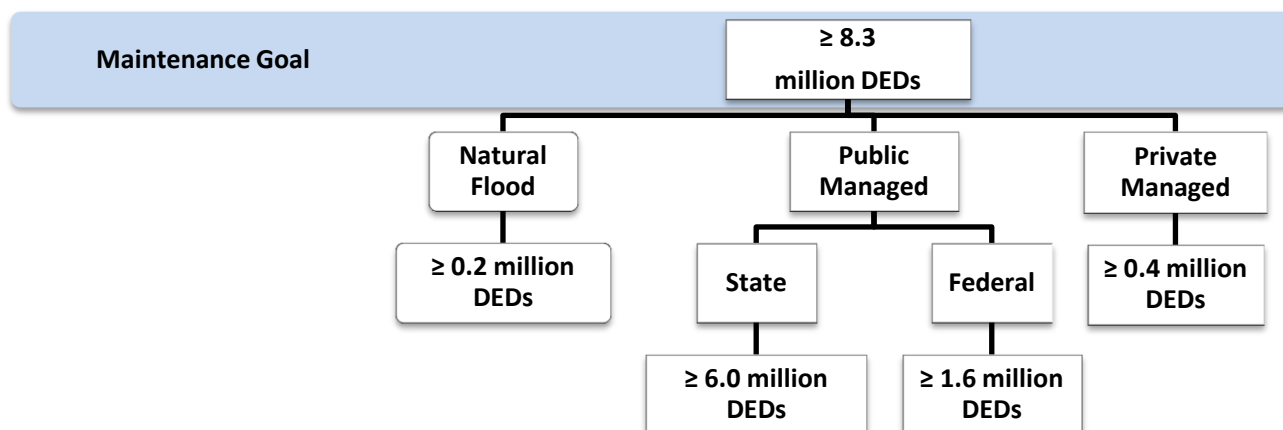 Maintenance Goal
≥ 8.3
million DEDs
Natural
Flood
Public
Managed
Private
Managed
≥ 0.2 million
DEDs
State
Federal
≥ 0.4 million
DEDs
≥ 6.0 million
DEDs
≥ 1.6 million
DEDs